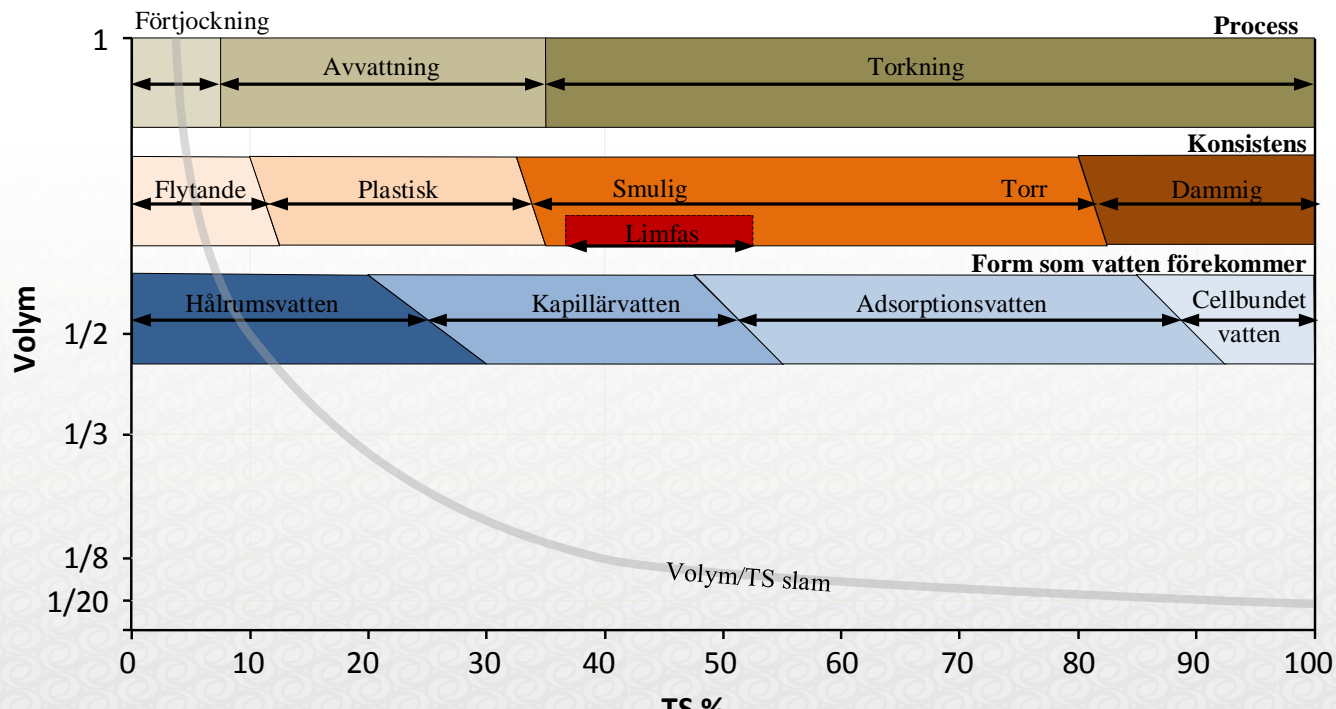 Förtjockning
Process
1
Avvattning
Torkning
Konsistens
Flytande
Plastisk
Smulig
Torr
Dammig
Limfas
Form som vatten förekommer
Hålrumsvatten
Kapillärvatten
Adsorptionsvatten
Cellbundet
vatten
Volym
1/2
1/3
1/8
1/20
Volym/TS slam
0 10 20 30 40 50 60 70 80 90 100
TS %